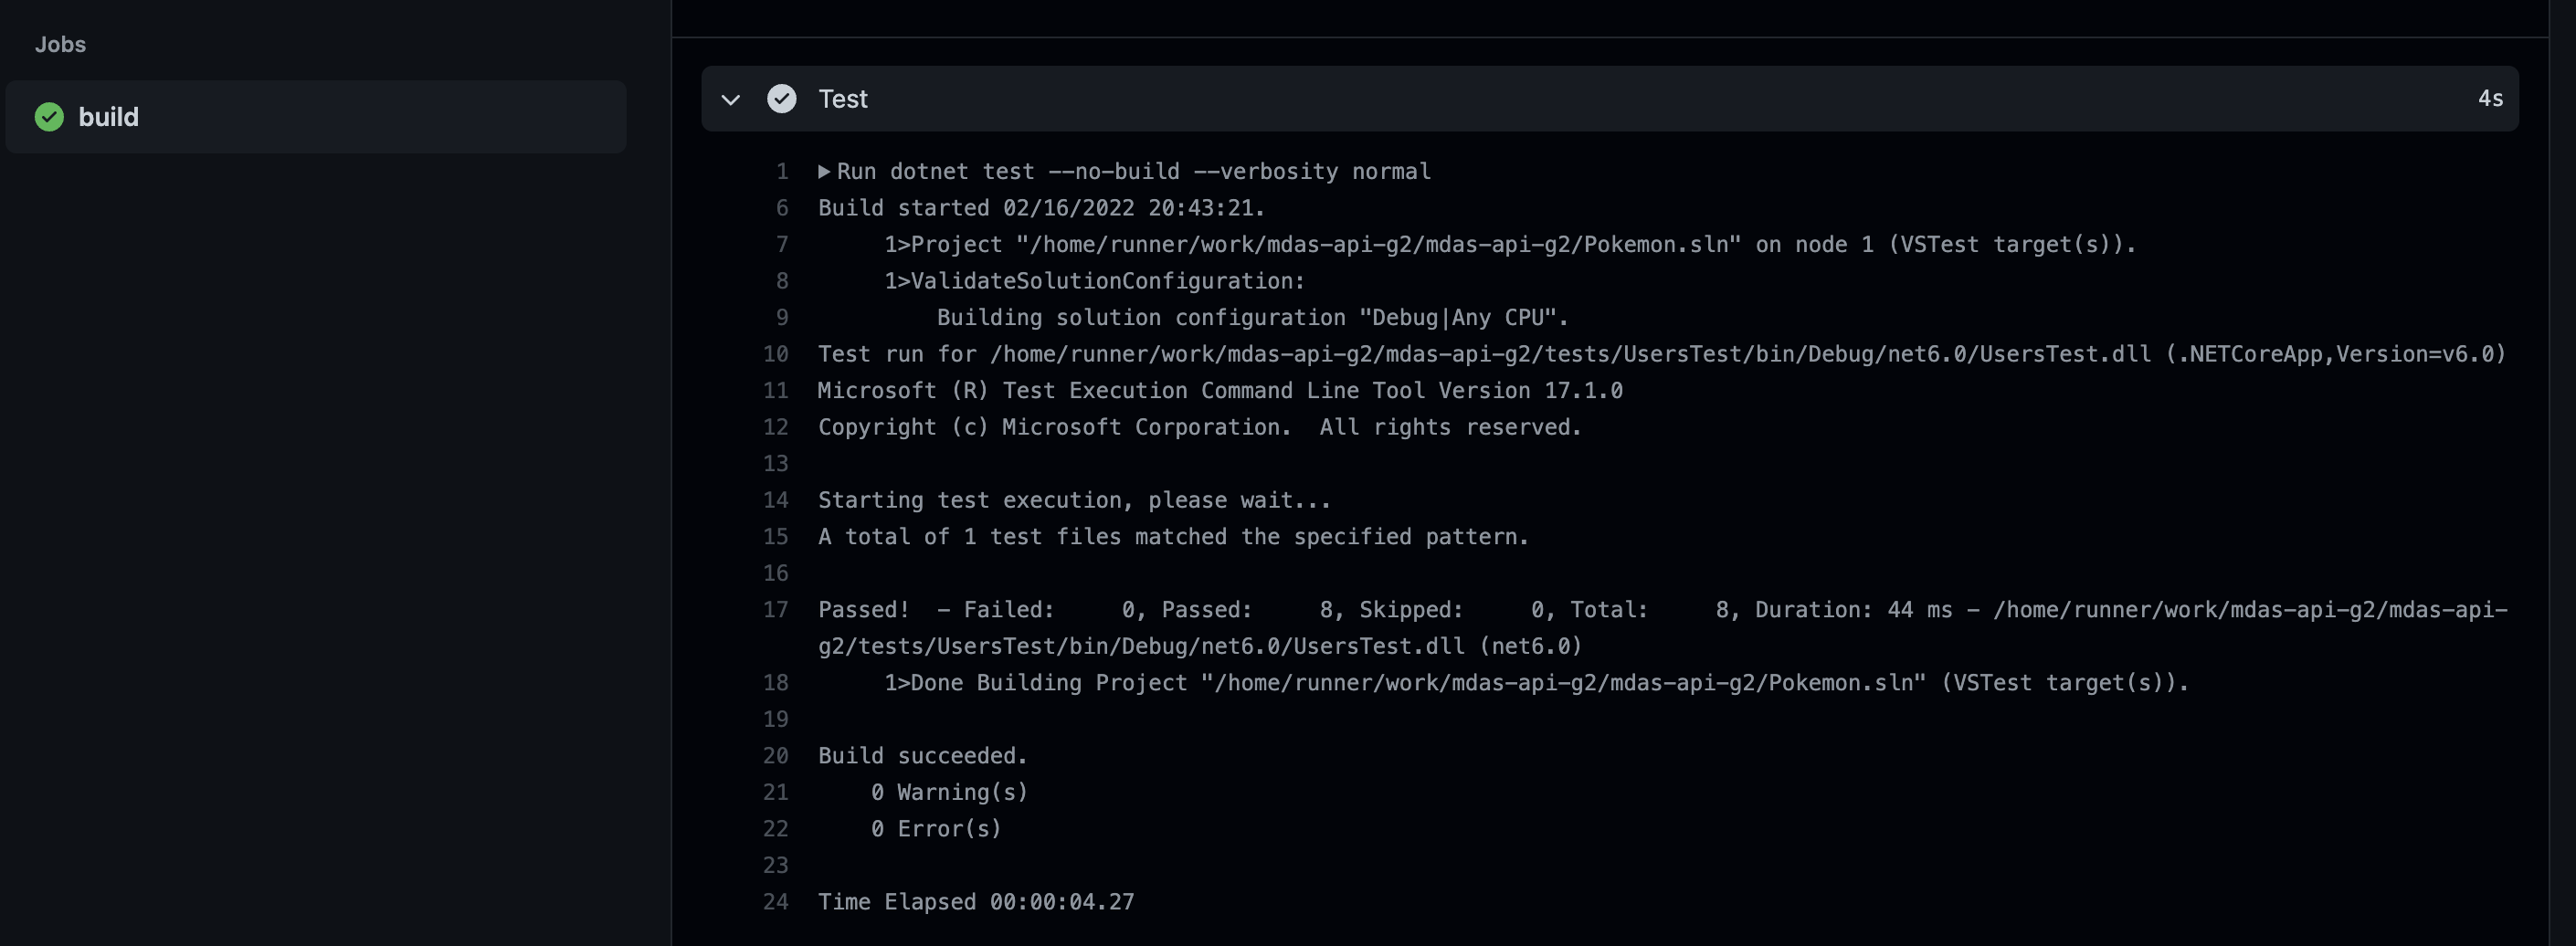 Jobs
build
Test
4s
1 Run dotnet test --no-build --verbosity normal
6 Build started 02/16/2022 20:43:21.
7 1>Project "/home/runner/work/mdas-api-g2/mdas-api-g2/Pokemon.sln" on node 1 (VSTest target(s)).
8 1>ValidateSolutionConfiguration:
9 Building solution configuration "Debug|Any CPU".
10 Test run for /home/runner/work/mdas-api-g2/mdas-api-g2/tests/UsersTest/bin/Debug/net6.0/UsersTest.dll (.NETCoreApp,Version=v6.0)
11 Microsoft (R) Test Execution Command Line Tool Version 17.1.0
12 Copyright (c) Microsoft Corporation.  All rights reserved.
13
14 Starting test execution, please wait...
15 A total of 1 test files matched the specified pattern.
16
17 Passed!  - Failed:     0, Passed:     8, Skipped:     0, Total:     8, Duration: 44 ms - /home/runner/work/mdas-api-g2/mdas-api-
g2/tests/UsersTest/bin/Debug/net6.0/UsersTest.dll (net6.0)
18 1>Done Building Project "/home/runner/work/mdas-api-g2/mdas-api-g2/Pokemon.sln" (VSTest target(s)).
19
20 Build succeeded.
21 0 Warning(s)
22 0 Error(s)
23
24 Time Elapsed 00:00:04.27